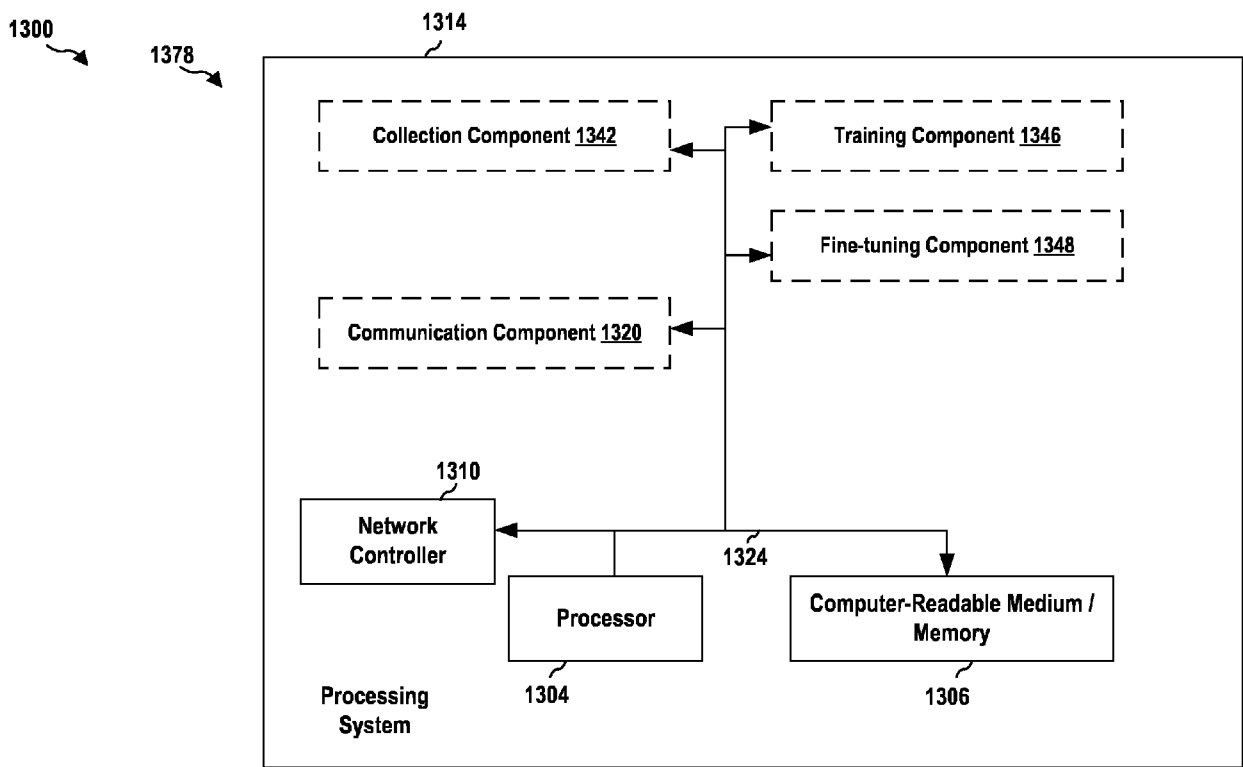 1300
1378
1314
Collection Component 1342
Training Component 1346
Fine-tuning Component 1348
Communication Component 1320
1310
Network
Controller
1324
Processor
Computer-Readable Medium /
Memory
1304
1306
Processing
System